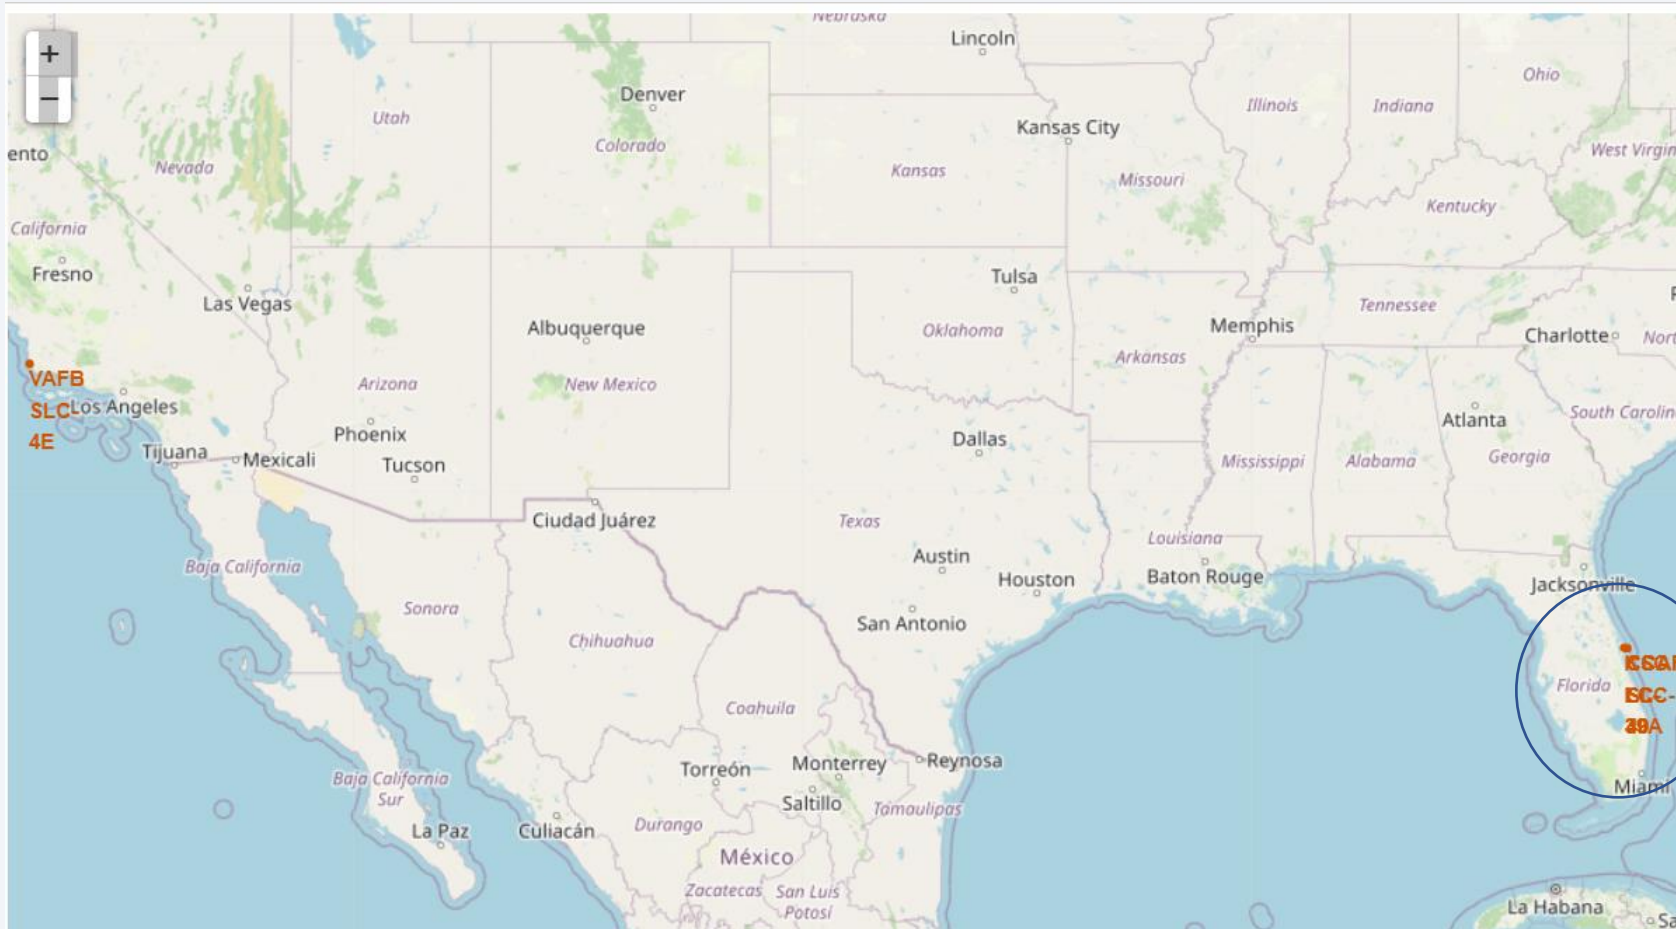 +
−
Nebraska
Lincoln
Ohio
Denver
Utah
Illinois
Indiana
Kansas City
Colorado
ento
Nevada
Kansas
Missouri
West Virgin
Kentucky
California
Fresno
Las Vegas
Tulsa
Tennessee
Albuquerque
Oklahoma
Memphis
Charlotte
Nort
Arkansas
VAFB
SLC-
4E
Los Angeles
Arizona
New Mexico
Phoenix
Dallas
Atlanta
South Carolin
Tijuana
Mexicali
Tucson
Mississippi
Alabama
Georgia
Ciudad Juárez
Texas
Louisiana
Austin
Houston
Baton Rouge
Jacksonville
Baja California
Sonora
San Antonio
Chihuahua
Florida
Coahuila
Torreón
Monterrey
Reynosa
Saltillo
Tamaulipas
Miami
Baja California
Sur
La Paz
Culiacán
Durango
México
Zacatecas
San Luis
Potosí
La Habana
Sa